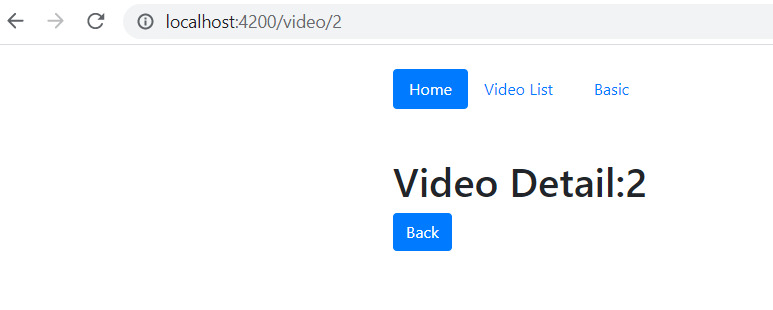 localhost:4200/video/2
Home Video List Basic
Video Detail:2
Back